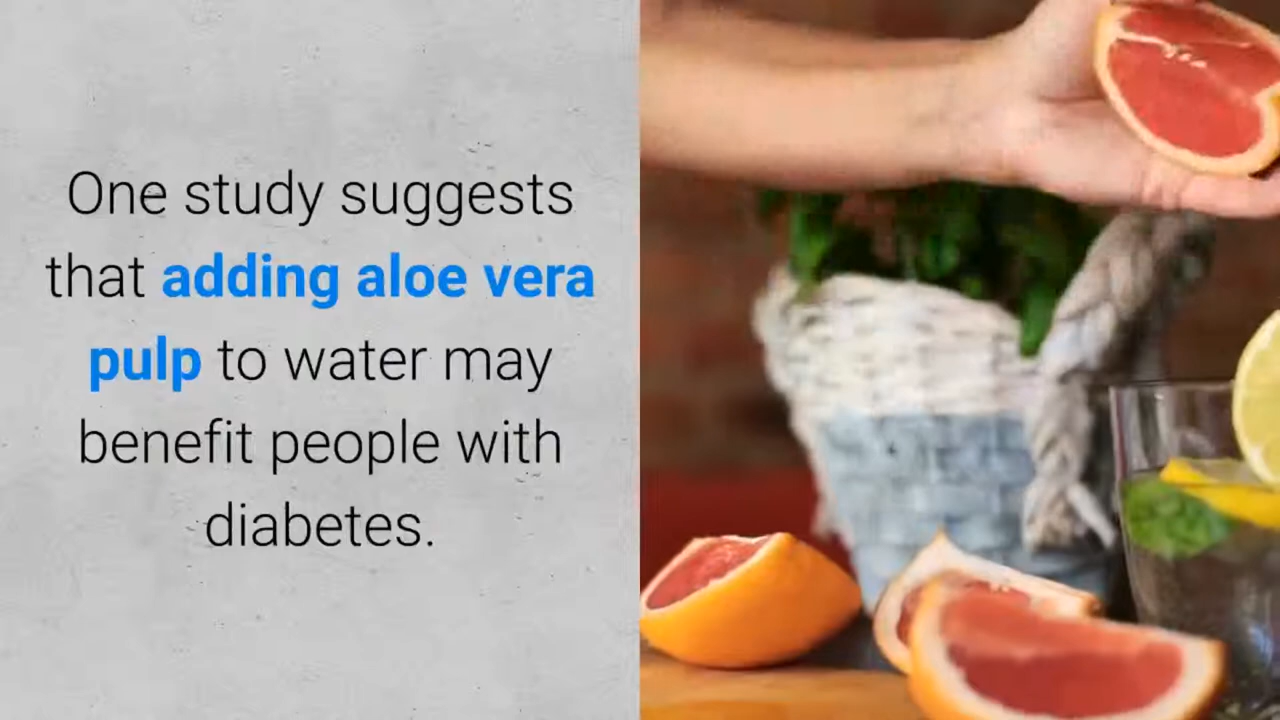 One study suggests
that adding aloe vera
pulp to water may
benefit people with
diabetes.